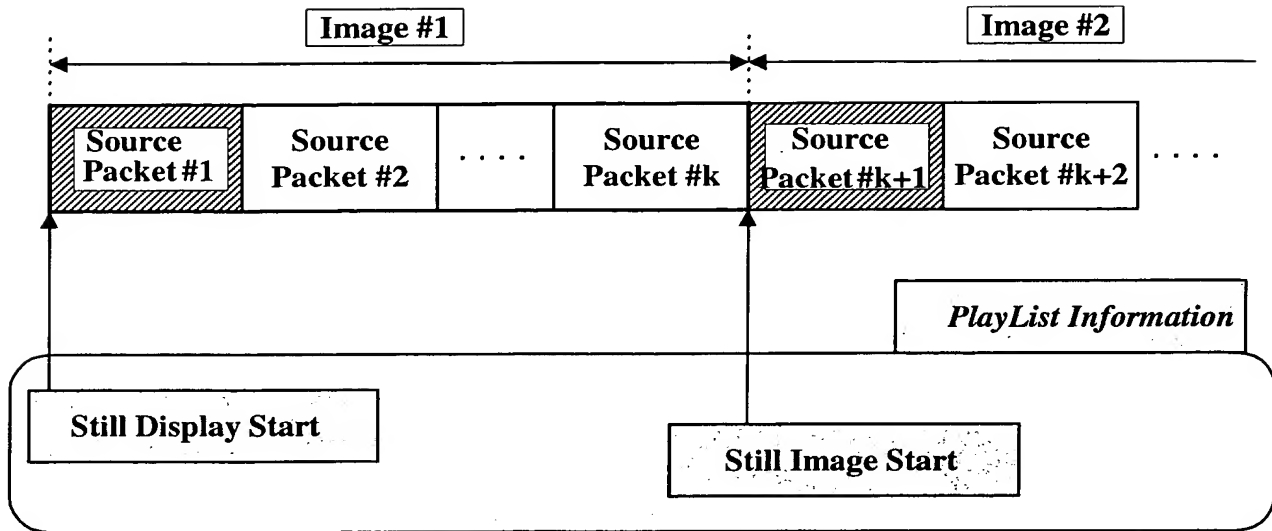 Image #1
Image #2
Source
Packet #1
Source
Packet #2
....
Source
Packet #k
Source
Packet #k+1
Source
Packet #k+2
....
PlayList Information
Still Display Start
Still Image Start